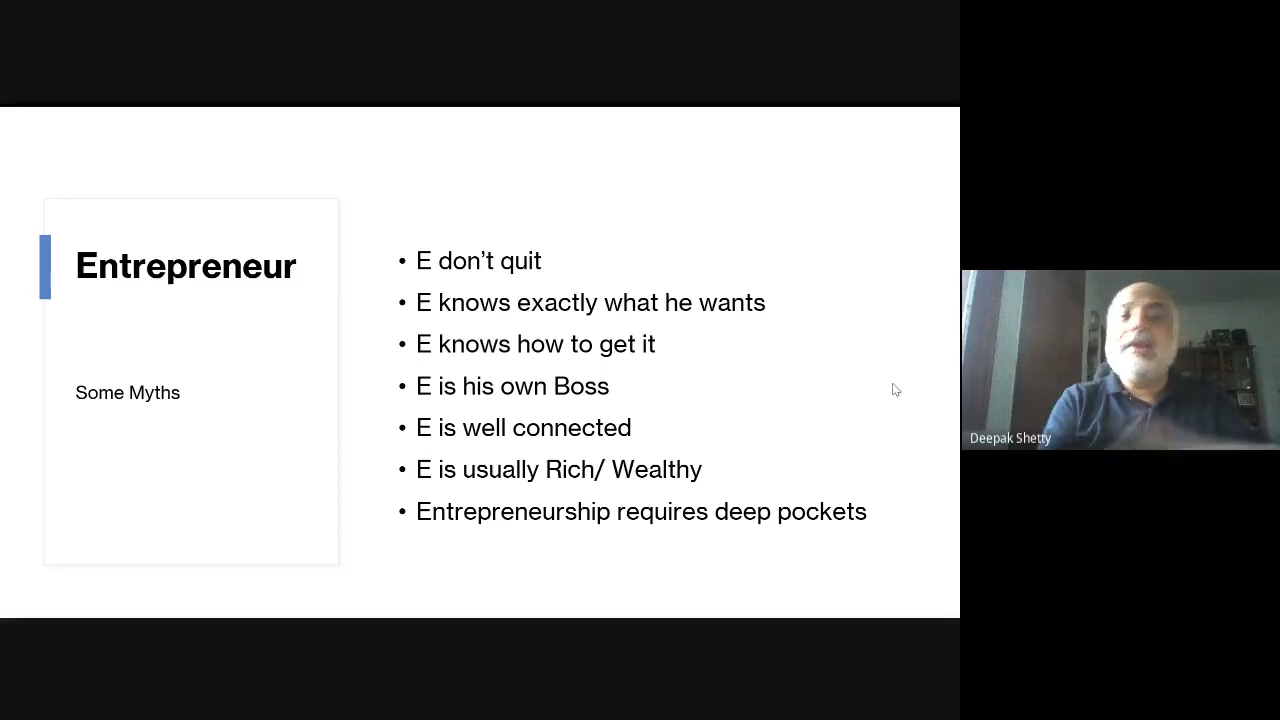 Entrepreneur
Some Myths
• E don’t quit
• E knows exactly what he wants
• E knows how to get it
• E is his own Boss
• E is well connected
• E is usually Rich/ Wealthy
• Entrepreneurship requires deep pockets
Deepak Shetty